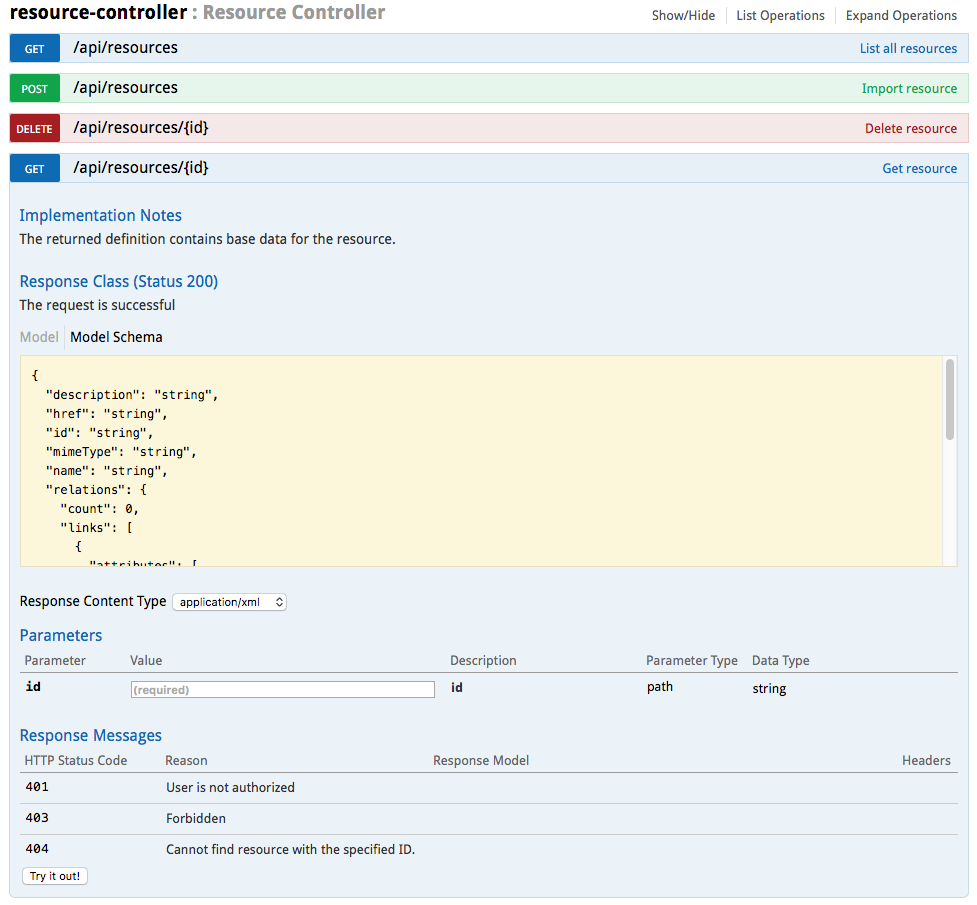 resource-controller : Resource Controller
Show/Hide List Operations Expand Operations
GET /api/resources List all resources
POST /api/resources Import resource
DELETE /api/resources/{id} Delete resource
GET /api/resources/{id} Get resource
Implementation Notes
The returned definition contains base data for the resource.
Response Class (Status 200)
The request is successful
Model Model Schema
{
"description": "string",
"href": "string",
"id": "string",
"mimeType": "string",
"name": "string",
"relations": {
"count": 0,
"links": [
{
"attributes": [
Response Content Type application/xml
Parameters
Parameter Value Description Parameter Type Data Type
id (required) id path string
Response Messages
HTTP Status Code Reason Response Model Headers
401 User is not authorized
403 Forbidden
404 Cannot find resource with the specified ID.
Try it out!